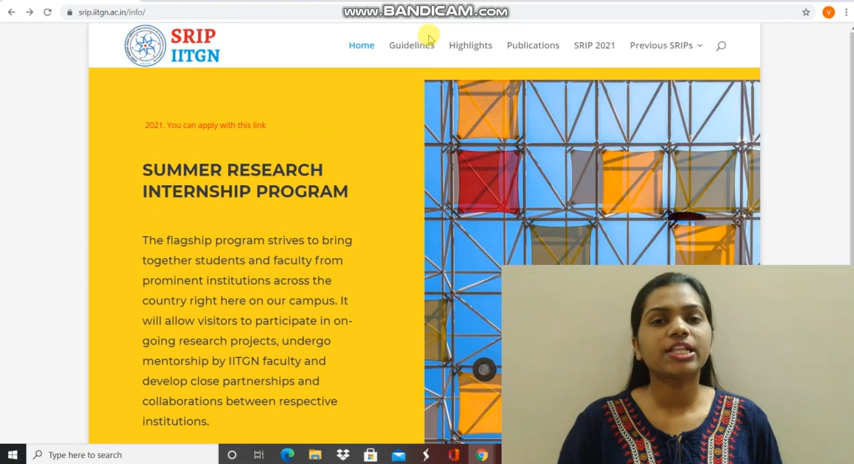 srip.iitgn.ac.in/info/
www.BANDICAM.com
V
SRIP
IITGN
Home Guidelines Highlights Publications SRIP 2021 Previous SRIPs
2021. You can apply with this link
SUMMER RESEARCH
INTERNSHIP PROGRAM
The flagship program strives to bring
together students and faculty from
prominent institutions across the
country right here on our campus. It
will allow visitors to participate in on-
going research projects, undergo
mentorship by IITGN faculty and
develop close partnerships and
collaborations between respective
institutions.
Type here to search